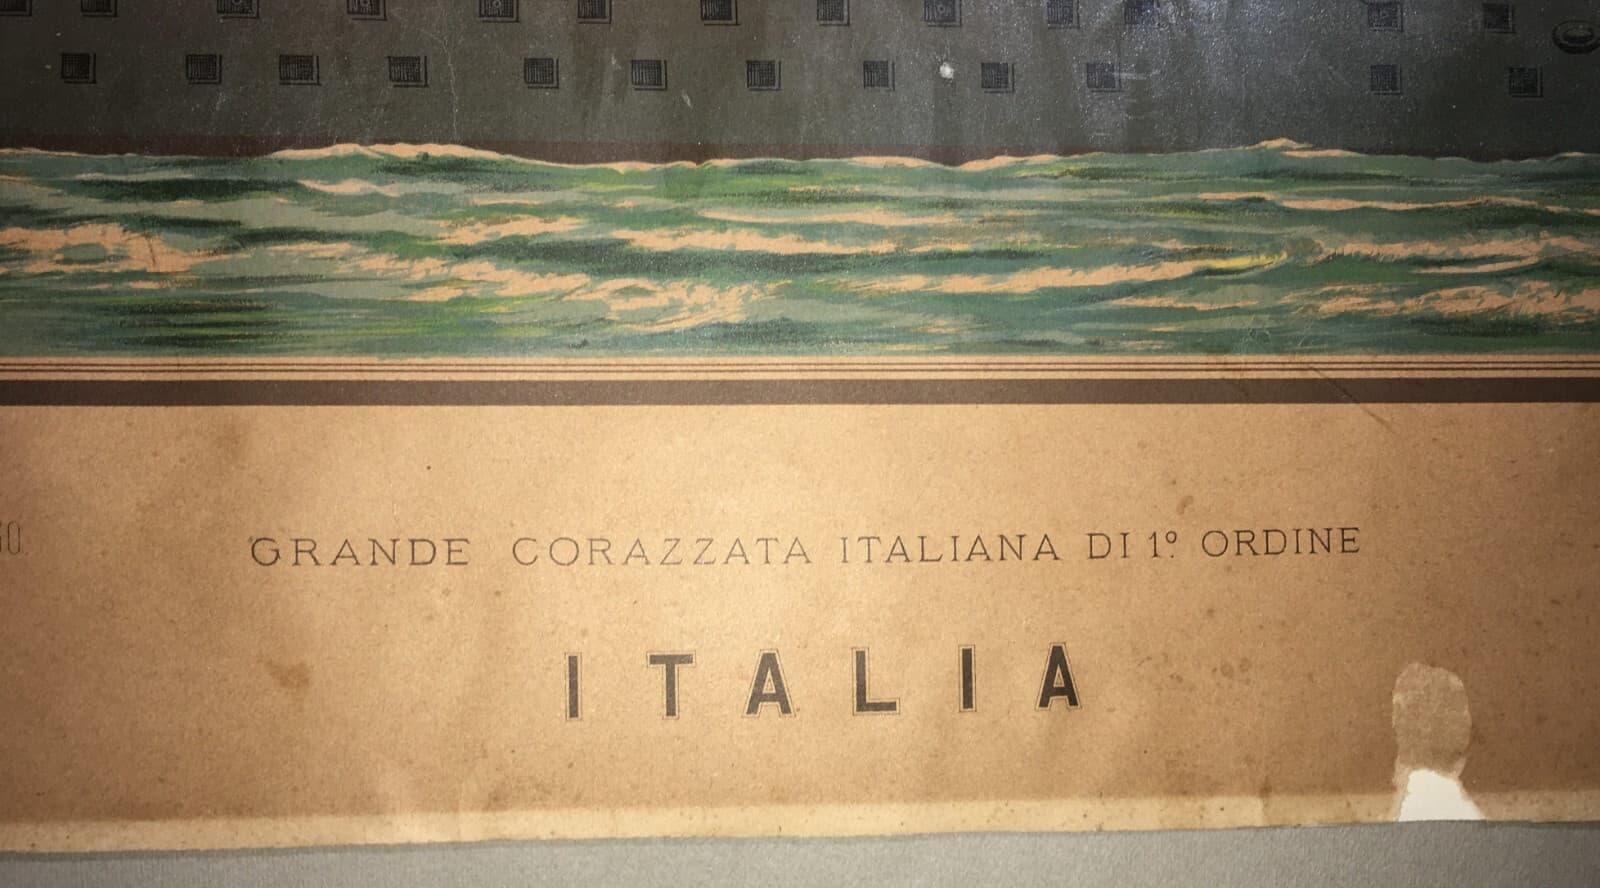 GRANDE CORAZZATA ITALIANA DI 1º ORDINE
ITALIA